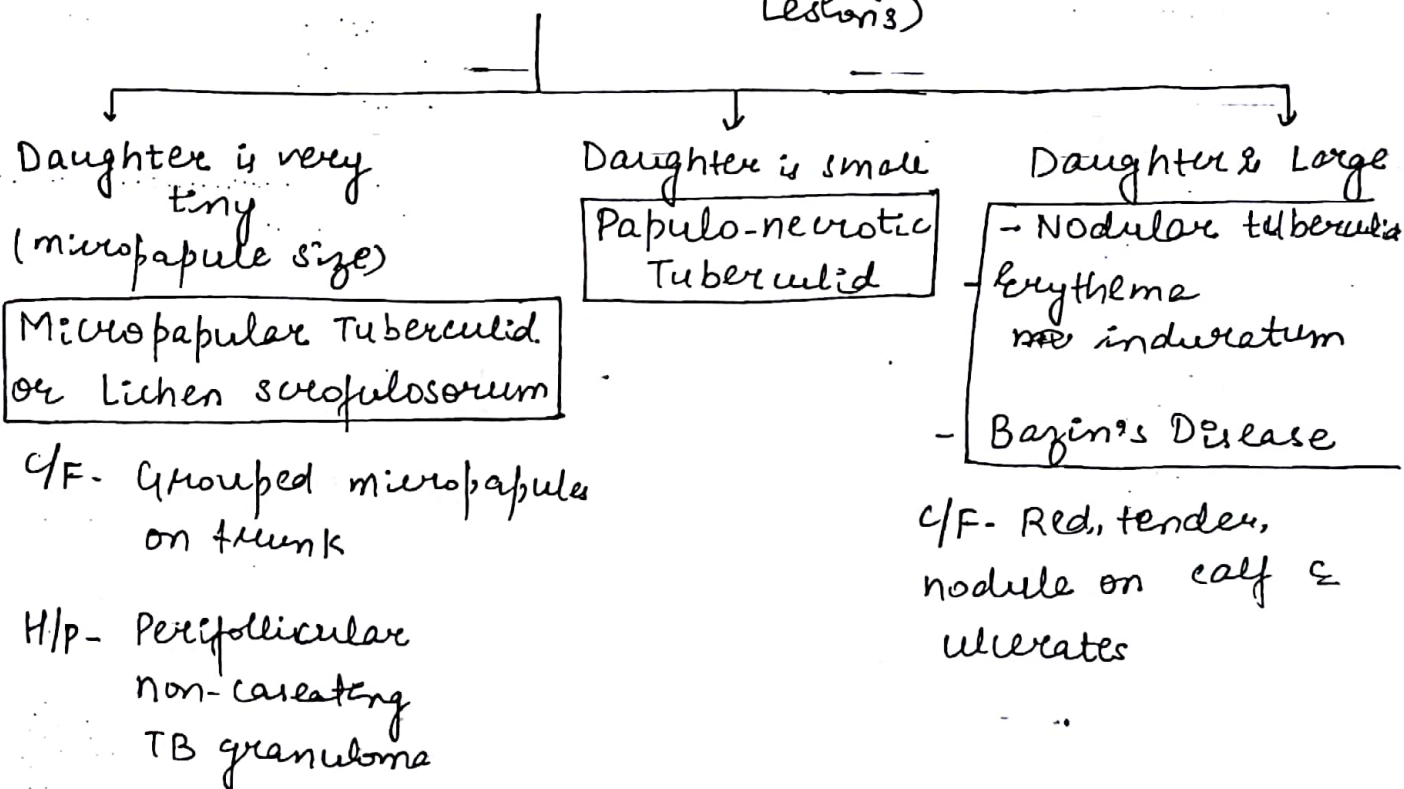 Lesions)
Daughter is very
tiny
(micropapule size)
Micropapular Tuberculid
or Lichen scrofulosorum
C/F- Grouped micropapules
on trunk
H/p- Perifollicular
non-caseating
TB granuloma
Daughter is small
Papulo-necrotic
Tuberculid
Daughter is Large
- Nodular tuberculid
- Erythema
induratum
- Bazin's Disease
C/F- Red, tender,
nodule on calf &
ulcerates